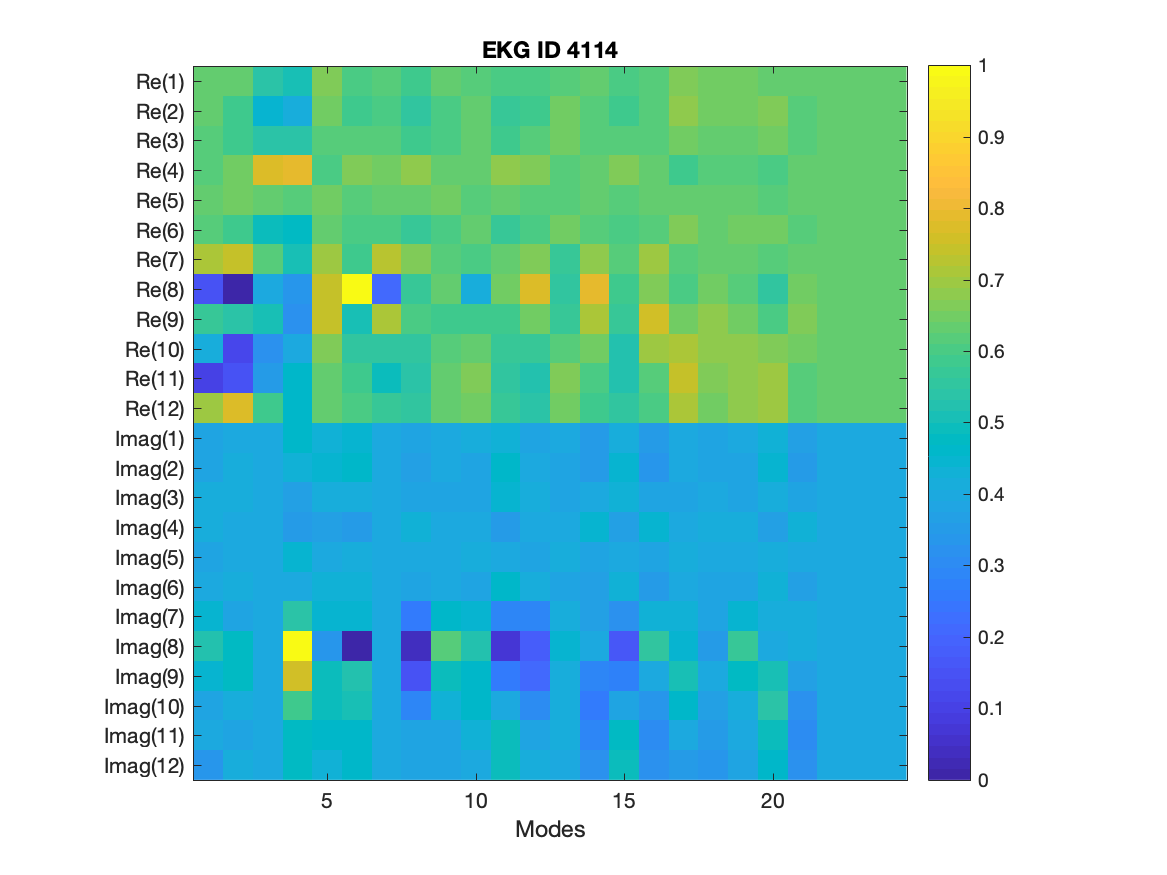 EKG ID 4114
Re(1)
Re(2)
Re(3)
Re(4)
Re(5)
Re(6)
Re(7)
Re(8)
Re(9)
Re(10)
Re(11)
Re(12)
Imag(1)
Imag(2)
Imag(3)
Imag(4)
Imag(5)
Imag(6)
Imag(7)
Imag(8)
Imag(9)
Imag(10)
Imag(11)
Imag(12)
5 10 15 20
Modes
1
0.9
0.8
0.7
0.6
0.5
0.4
0.3
0.2
0.1
0